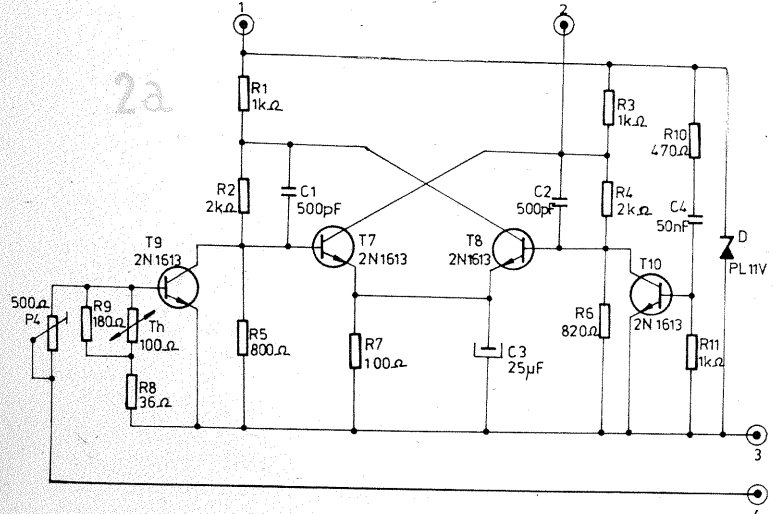 1
2
2a
R1
1kΩ
R3
1kΩ
R10
470Ω
R2
2kΩ
C1
500pF
C2
500pF
R4
2kΩ
C4
50nF
D
PL11V
T9
2N1613
T7
2N1613
T8
2N1613
T10
2N1613
500Ω
P4
R9
180Ω
Th
100Ω
R5
800Ω
R7
100Ω
C3
25µF
R6
820Ω
R11
1kΩ
R8
36Ω
3